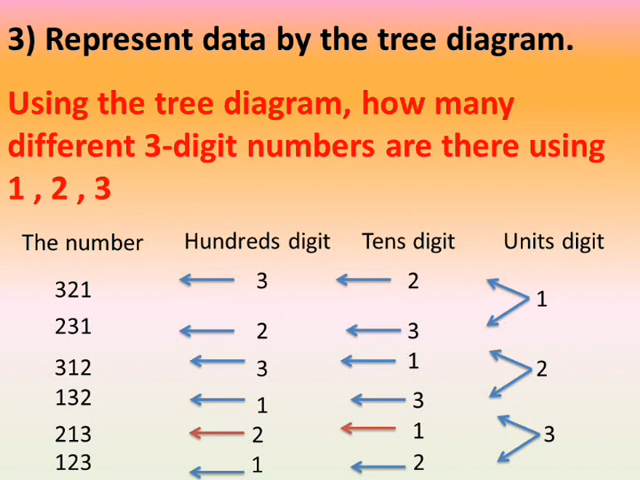 3) Represent data by the tree diagram.
Using the tree diagram, how many
different 3-digit numbers are there using
1 , 2 , 3
The number Hundreds digit Tens digit Units digit
321 3 2 1
231 2 3
312 3 1 2
132 1 3
213 2 1 3
123 1 2